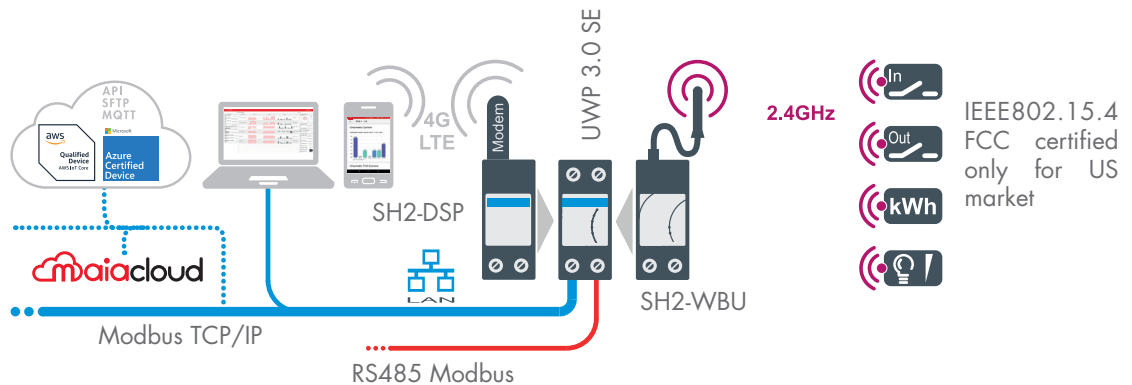 API
SFTP
MQTT
aws
Qualified
Device
AWS IoT Core
Microsoft
Azure
Certified
Device
4G
LTE
Modem
UWP 3.0 SE
2.4GHz
In
Out
kWh
IEEE802.15.4
FCC certified
only for US
market
SH2-DSP
SH2-WBU
maiacloud
LAN
Modbus TCP/IP
RS485 Modbus